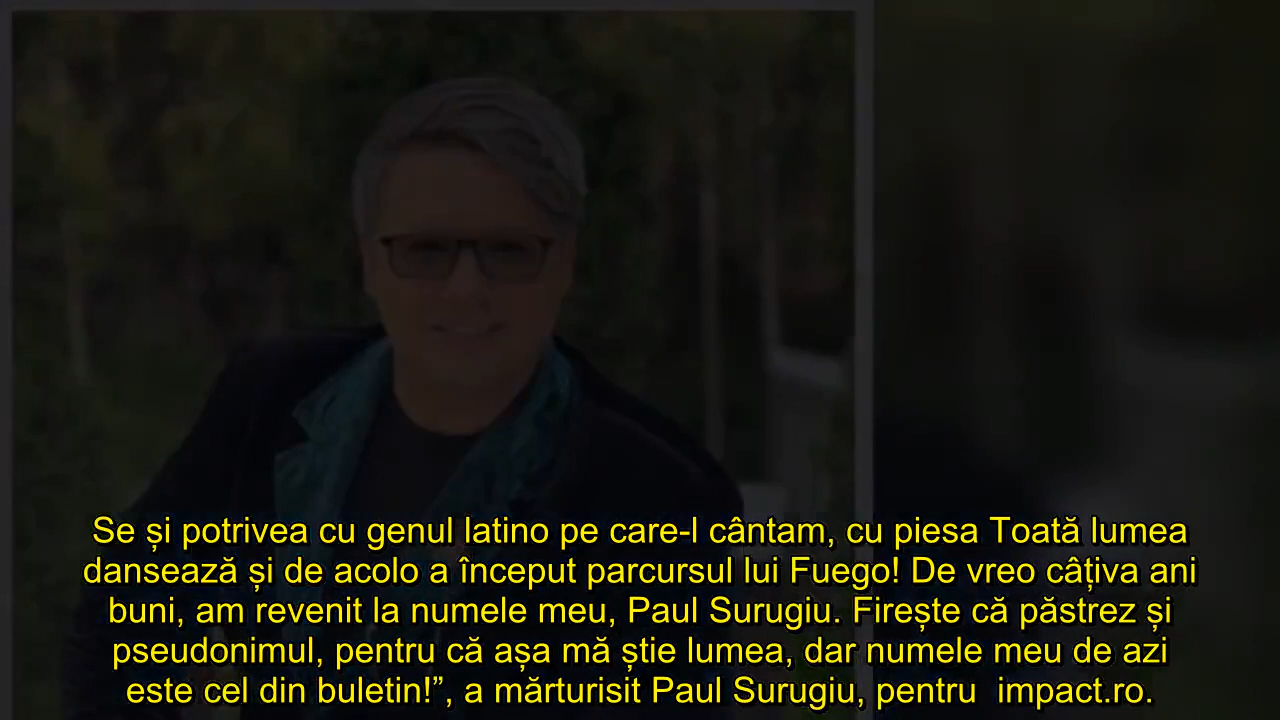 Se și potrivea cu genul latino pe care-l cântam, cu piesa Toată lumea
dansează și de acolo a început parcursul lui Fuego! De vreo câțiva ani
buni, am revenit la numele meu, Paul Surugiu. Firește că păstrez și
pseudonimul, pentru că așa mă știe lumea, dar numele meu de azi
este cel din buletin!”, a mărturisit Paul Surugiu, pentru  impact.ro.